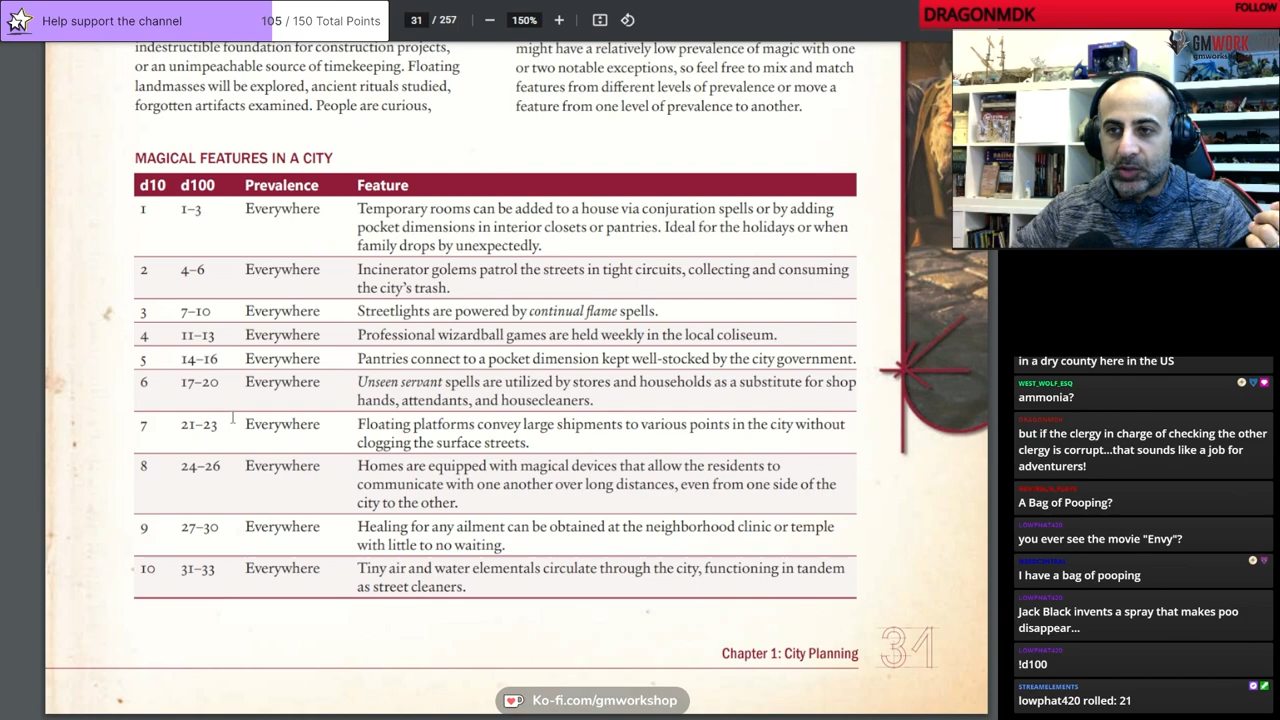 Help support the channel
105 / 150 Total Points
31 / 257
150%
DRAGONMDK
FOLLOW
GMWORK
indestructible foundation for construction projects,
or an unimpeachable source of timekeeping. Floating
landmasses will be explored, ancient rituals studied,
forgotten artifacts examined. People are curious,
might have a relatively low prevalence of magic with one
or two notable exceptions, so feel free to mix and match
features from different levels of prevalence or move a
feature from one level of prevalence to another.
MAGICAL FEATURES IN A CITY
d10 d100 Prevalence Feature
1 1–3 Everywhere Temporary rooms can be added to a house via conjuration spells or by adding
pocket dimensions in interior closets or pantries. Ideal for the holidays or when
family drops by unexpectedly.
2 4–6 Everywhere Incinerator golems patrol the streets in tight circuits, collecting and consuming
the city's trash.
3 7–10 Everywhere Streetlights are powered by continual flame spells.
4 11–13 Everywhere Professional wizardball games are held weekly in the local coliseum.
5 14–16 Everywhere Pantries connect to a pocket dimension kept well-stocked by the city government.
6 17–20 Everywhere Unseen servant spells are utilized by stores and households as a substitute for shop
hands, attendants, and housecleaners.
7 21–23 Everywhere Floating platforms convey large shipments to various points in the city without
clogging the surface streets.
8 24–26 Everywhere Homes are equipped with magical devices that allow the residents to
communicate with one another over long distances, even from one side of the
city to the other.
9 27–30 Everywhere Healing for any ailment can be obtained at the neighborhood clinic or temple
with little to no waiting.
10 31–33 Everywhere Tiny air and water elementals circulate through the city, functioning in tandem
as street cleaners.
Chapter 1: City Planning
31
Ko-fi.com/gmworkshop
in a dry county here in the US
WEST_WOLF_ESQ
ammonia?
DRAGONMDK
but if the clergy in charge of checking the other
clergy is corrupt...that sounds like a job for
adventurers!
A Bag of Pooping?
LOWPHAT420
you ever see the movie "Envy"?
I have a bag of pooping
LOWPHAT420
Jack Black invents a spray that makes poo
disappear...
LOWPHAT420
!d100
STREAMELEMENTS
lowphat420 rolled: 21